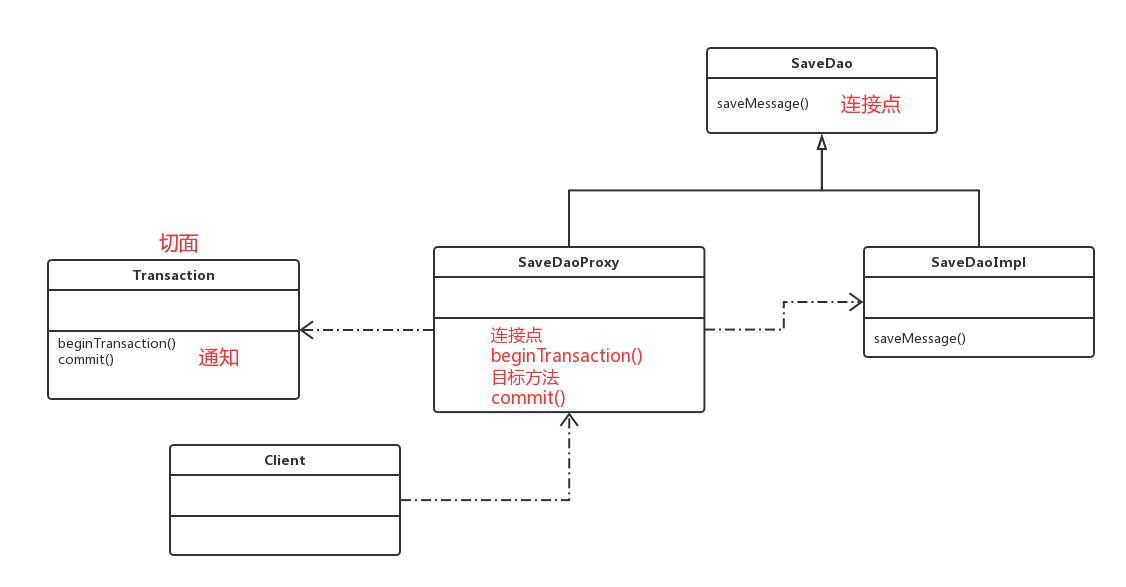 SaveDao
saveMessage() 连接点
切面
Transaction
beginTransaction()
commit()
通知
SaveDaoProxy
连接点
beginTransaction()
目标方法
commit()
SaveDaoImpl
saveMessage()
Client